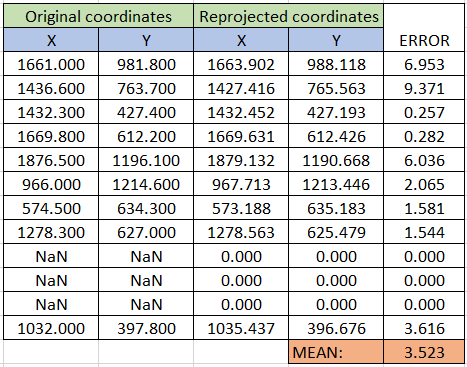 Original coordinates Reprojected coordinates
X Y X Y ERROR
1661.000 981.800 1663.902 988.118 6.953
1436.600 763.700 1427.416 765.563 9.371
1432.300 427.400 1432.452 427.193 0.257
1669.800 612.200 1669.631 612.426 0.282
1876.500 1196.100 1879.132 1190.668 6.036
966.000 1214.600 967.713 1213.446 2.065
574.500 634.300 573.188 635.183 1.581
1278.300 627.000 1278.563 625.479 1.544
NaN NaN 0.000 0.000 0.000
NaN NaN 0.000 0.000 0.000
NaN NaN 0.000 0.000 0.000
1032.000 397.800 1035.437 396.676 3.616
MEAN: 3.523